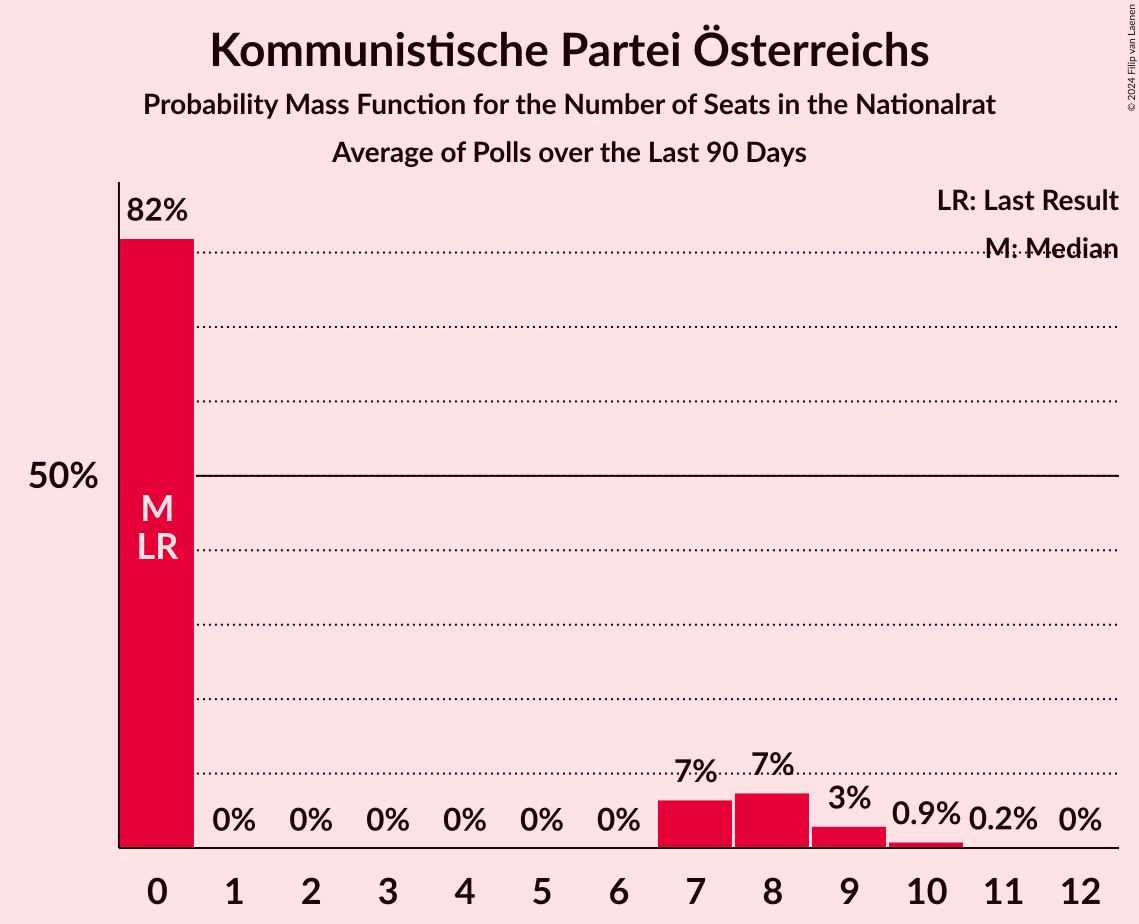 Kommunistische Partei Österreichs
Probability Mass Function for the Number of Seats in the Nationalrat
Average of Polls over the Last 90 Days
© 2024 Filip van Laenen
LR: Last Result
M: Median
82%
50%
M
LR
0% 0% 0% 0% 0% 0% 7% 7% 3% 0.9% 0.2% 0%
0 1 2 3 4 5 6 7 8 9 10 11 12